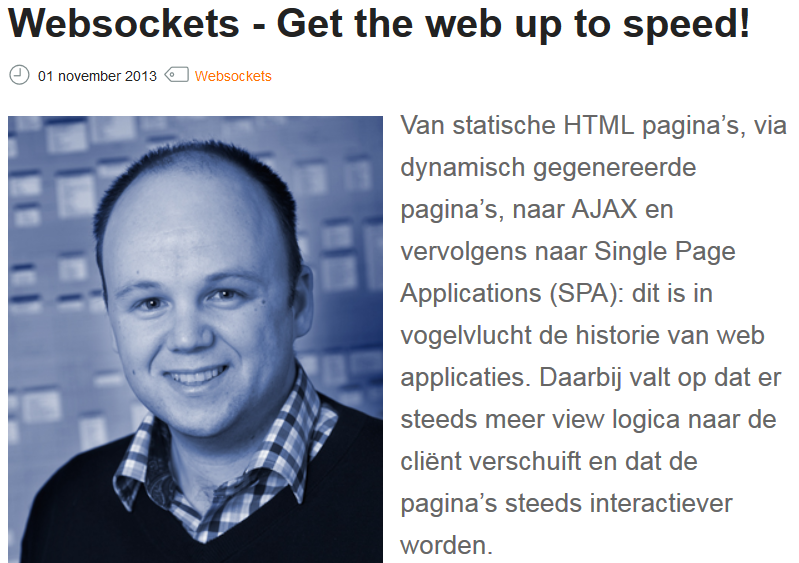 Websockets - Get the web up to speed!
01 november 2013 Websockets
Van statische HTML pagina’s, via
dynamisch gegenereerde
pagina’s, naar AJAX en
vervolgens naar Single Page
Applications (SPA): dit is in
vogelvlucht de historie van web
applicaties. Daarbij valt op dat er
steeds meer view logica naar de
cliënt verschuift en dat de
pagina’s steeds interactiever
worden.